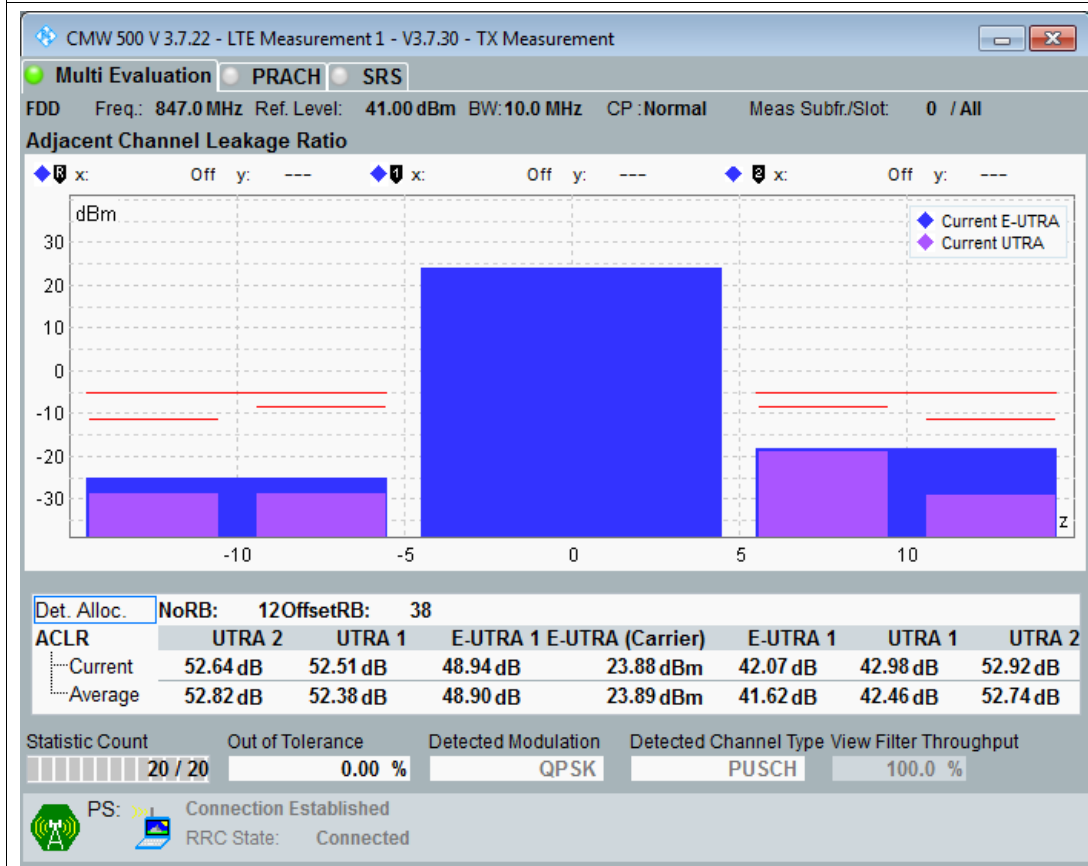 CMW 500 V 3.7.22 - LTE Measurement 1 - V3.7.30 - TX Measurement
Multi Evaluation PRACH SRS
FDD Freq.: 847.0 MHz Ref. Level: 41.00 dBm BW: 10.0 MHz CP : Normal Meas Subfr./Slot: 0 / All
Adjacent Channel Leakage Ratio
R x: Off y: --- 1 x: Off y: --- 2 x: Off y: ---
dBm
Current E-UTRA
Current UTRA
30
20
10
0
-10
-20
-30
z
-10 -5 0 5 10
Det. Alloc. NoRB: 12 OffsetRB: 38
ACLR UTRA 2 UTRA 1 E-UTRA 1 E-UTRA (Carrier) E-UTRA 1 UTRA 1 UTRA 2
Current 52.64 dB 52.51 dB 48.94 dB 23.88 dBm 42.07 dB 42.98 dB 52.92 dB
Average 52.82 dB 52.38 dB 48.90 dB 23.89 dBm 41.62 dB 42.46 dB 52.74 dB
Statistic Count Out of Tolerance Detected Modulation Detected Channel Type View Filter Throughput
20 / 20 0.00 % QPSK PUSCH 100.0 %
PS: Connection Established
RRC State: Connected